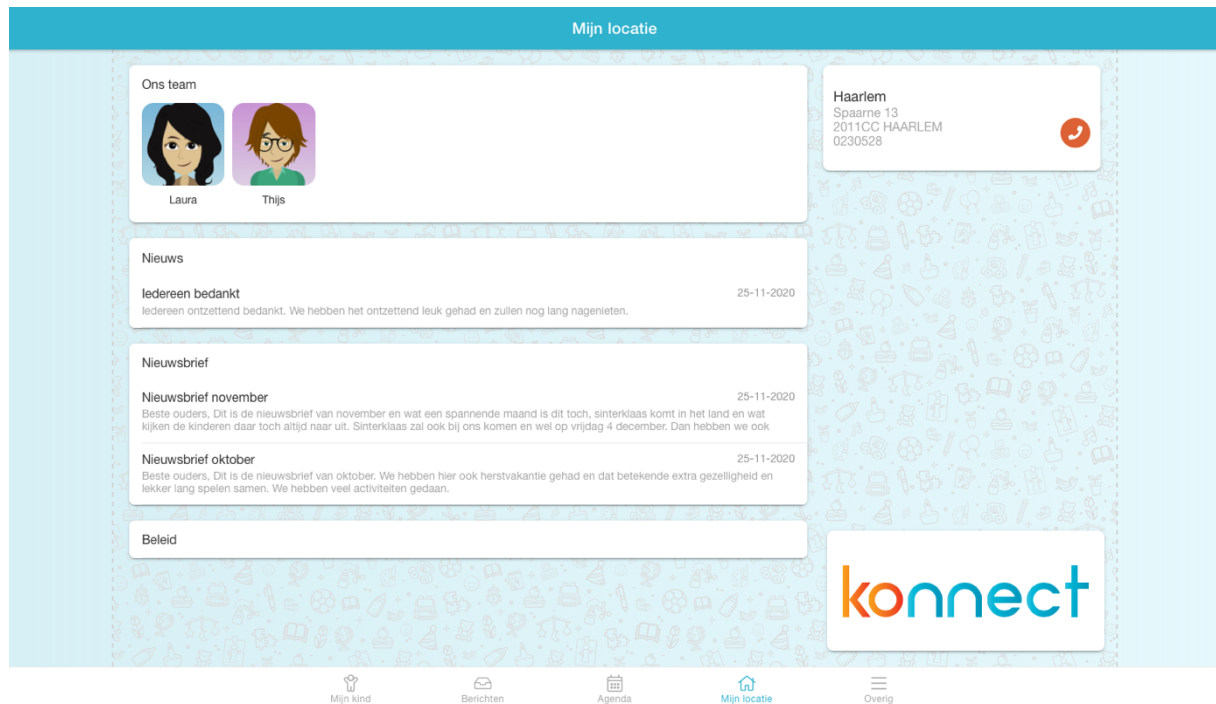 Mijn locatie
Ons team
Laura
Thijs
Haarlem
Spaarne 13
2011CC HAARLEM
0230528
Nieuws
Iedereen bedankt
25-11-2020
Iedereen ontzettend bedankt. We hebben het ontzettend leuk gehad en zullen nog lang nagenieten.
Nieuwsbrief
Nieuwsbrief november
25-11-2020
Beste ouders, Dit is de nieuwsbrief van november en wat een spannende maand is dit toch, sinterklaas komt in het land en wat
kijken de kinderen daar toch altijd naar uit. Sinterklaas zal ook bij ons komen en wel op vrijdag 4 december. Dan hebben we ook
Nieuwsbrief oktober
25-11-2020
Beste ouders, Dit is de nieuwsbrief van oktober. We hebben hier ook herstvakantie gehad en dat betekende extra gezelligheid en
lekker lang spelen samen. We hebben veel activiteiten gedaan.
Beleid
konnect
Mijn kind
Berichten
Agenda
Mijn locatie
Overig